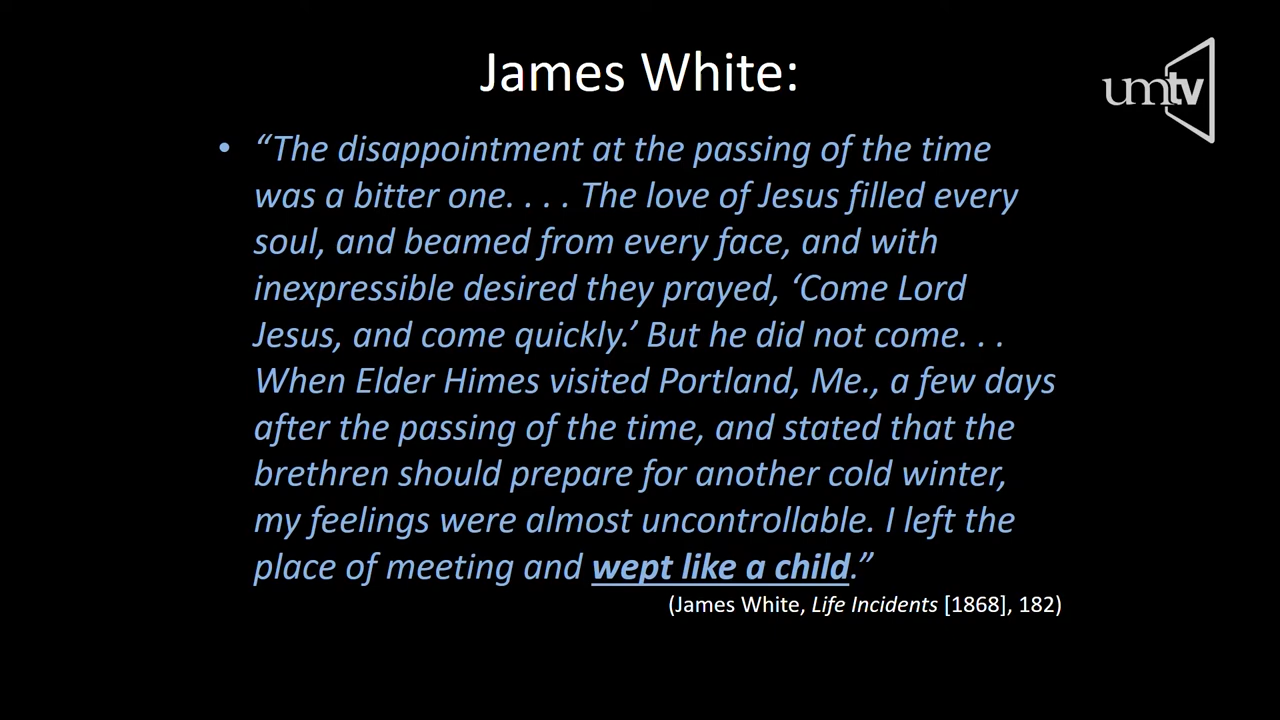 James White:
umtv
• “The disappointment at the passing of the time
was a bitter one. . . . The love of Jesus filled every
soul, and beamed from every face, and with
inexpressible desired they prayed, ‘Come Lord
Jesus, and come quickly.’ But he did not come. . .
When Elder Himes visited Portland, Me., a few days
after the passing of the time, and stated that the
brethren should prepare for another cold winter,
my feelings were almost uncontrollable. I left the
place of meeting and wept like a child.”
(James White, Life Incidents [1868], 182)